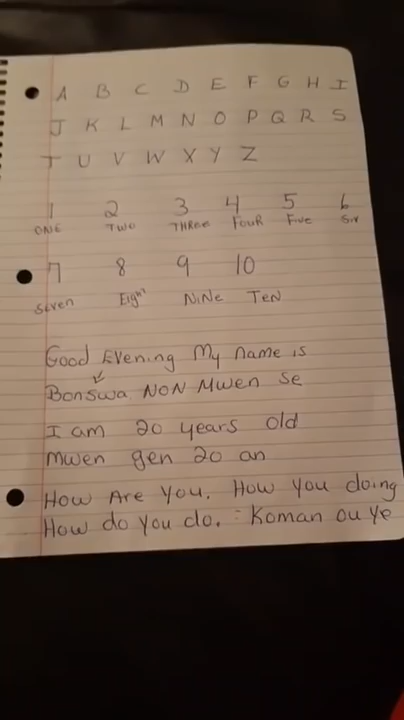 A B C D E F G H I
J K L M N O P Q R S
T U V W X Y Z
1 2 3 4 5 6
ONE TWO THREE FOUR Five Six
7 8 9 10
Seven Eight NiNe TeN
Good Evening My name is
Bonswa NON Mwen se
I am 20 years old
mwen gen 20 an
How Are You. How you doing
How do you do. = Koman ou ye